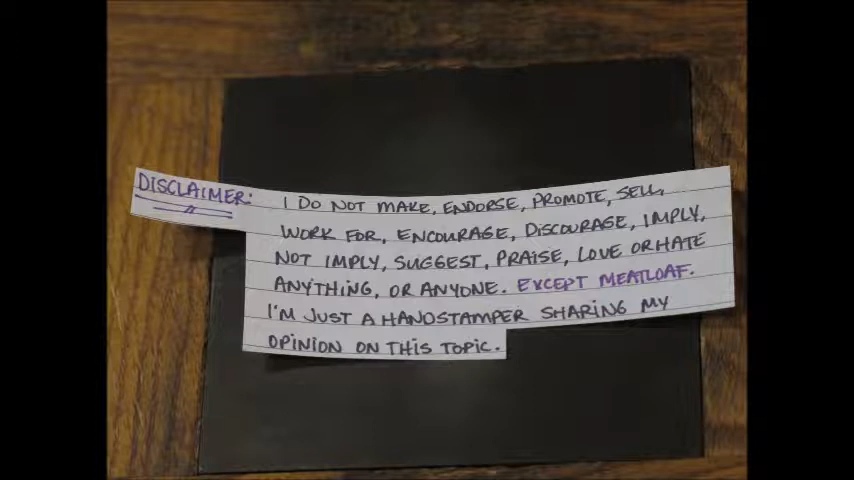 DISCLAIMER: I DO NOT MAKE, ENDORSE, PROMOTE, SELL,
WORK FOR, ENCOURAGE, DISCOURAGE, IMPLY,
NOT IMPLY, SUGGEST, PRAISE, LOVE OR HATE
ANYTHING, OR ANYONE. EXCEPT MEATLOAF.
I'M JUST A HANDSTAMPER SHARING MY
OPINION ON THIS TOPIC.